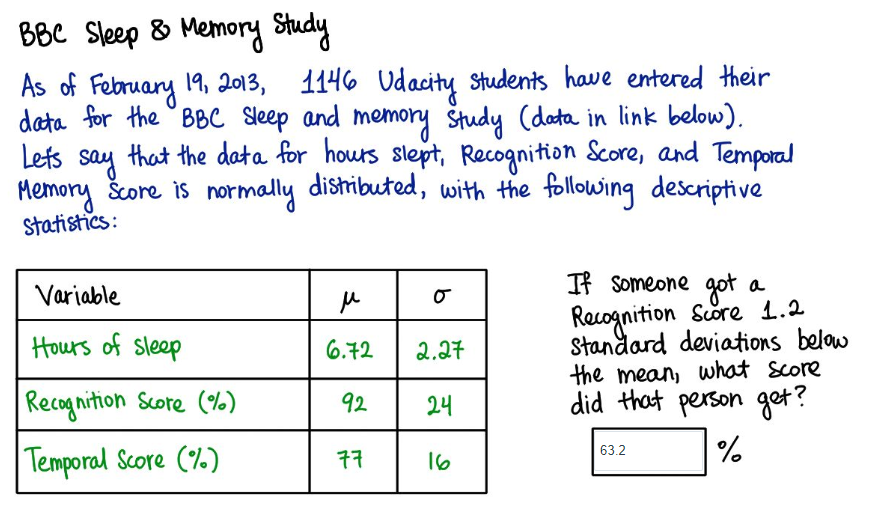 BBC Sleep & Memory Study
As of February 19, 2013, 1146 Udacity students have entered their
data for the BBC Sleep and memory Study (data in link below).
Lets say that the data for hours slept, Recognition Score, and Temporal
Memory Score is normally distributed, with the following descriptive
statistics:
Variable μ σ
Hours of sleep 6.72 2.27
Recognition Score (%) 92 24
Temporal Score (%) 77 16
If someone got a
Recognition Score 1.2
standard deviations below
the mean, what score
did that person get?
63.2 %